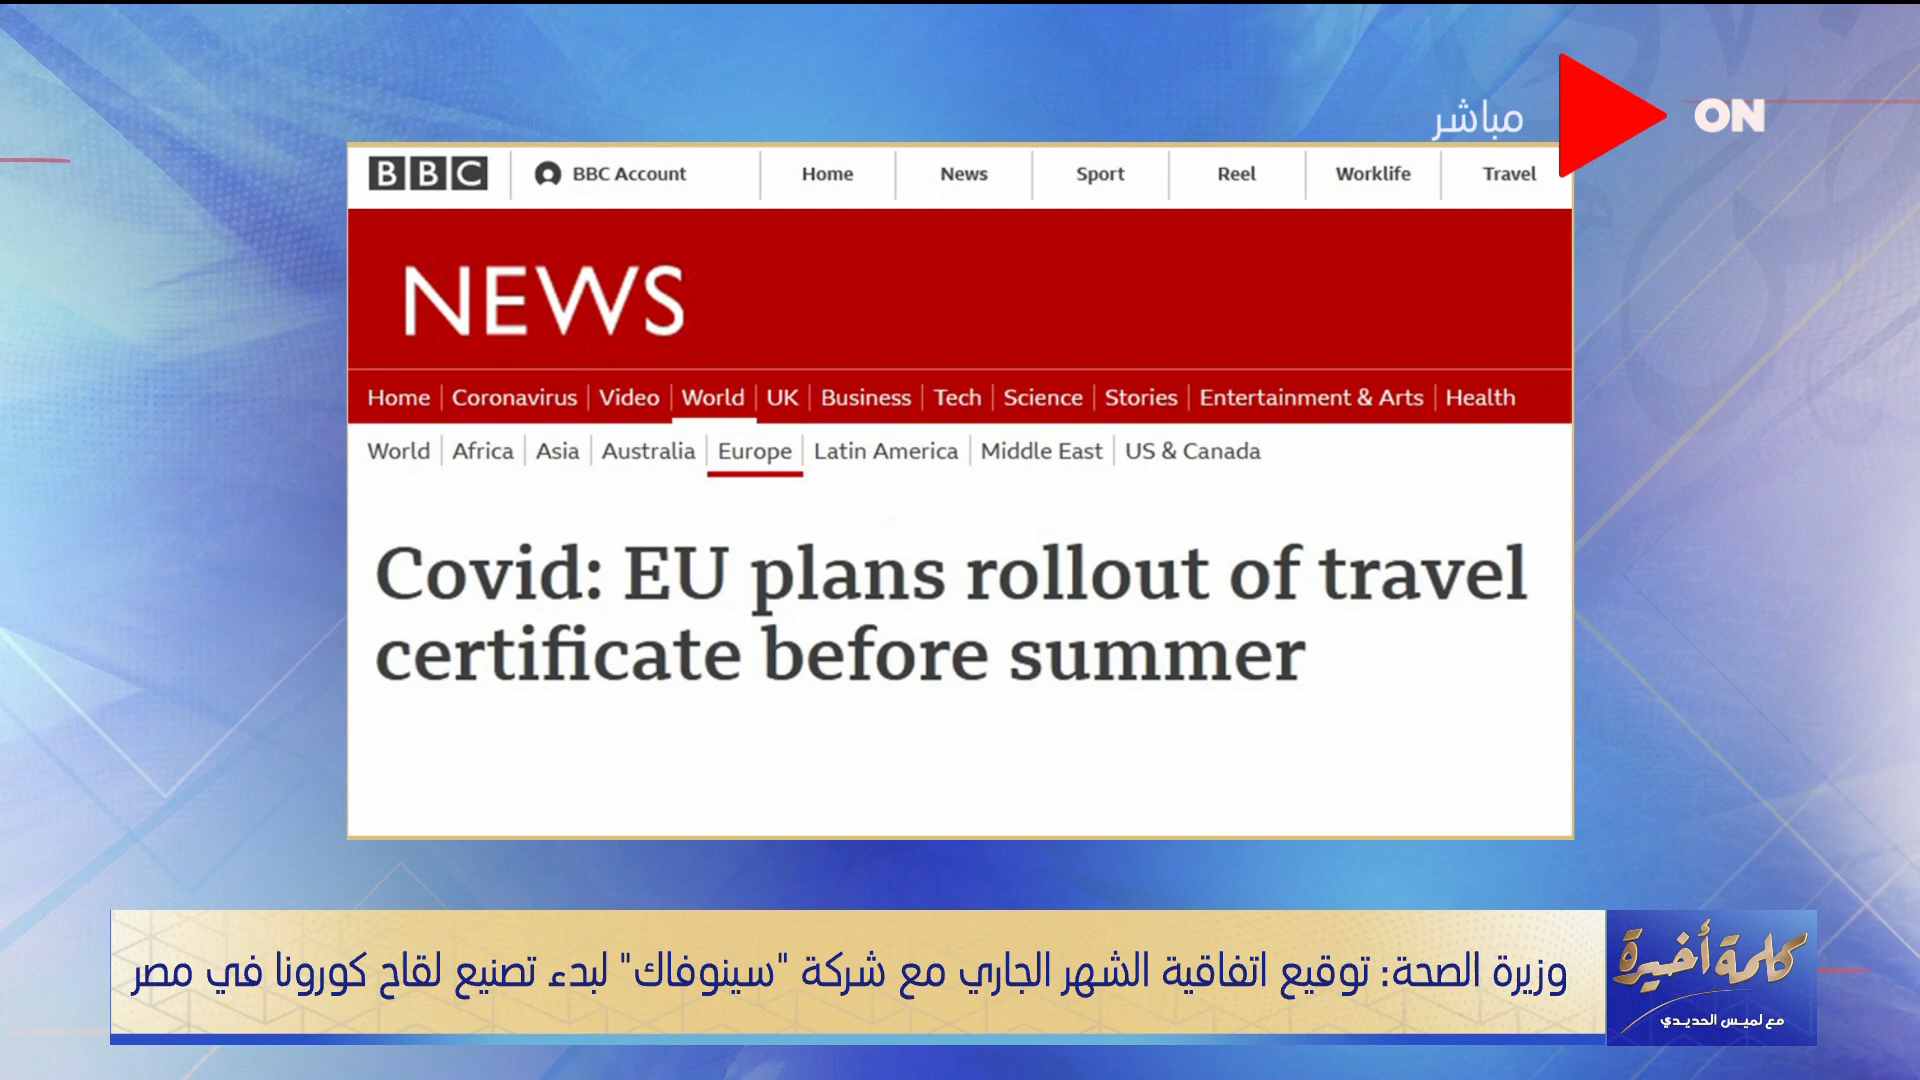 مباشر
ON
BBC
BBC Account
Home
News
Sport
Reel
Worklife
Travel
NEWS
Home
Coronavirus
Video
World
UK
Business
Tech
Science
Stories
Entertainment & Arts
Health
World
Africa
Asia
Australia
Europe
Latin America
Middle East
US & Canada
Covid: EU plans rollout of travel
certificate before summer
وزيرة الصحة: توقيع اتفاقية الشهر الجاري مع شركة "سينوفاك" لبدء تصنيع لقاح كورونا في مصر
كلمة أخيرة
مع لميس الحديدي